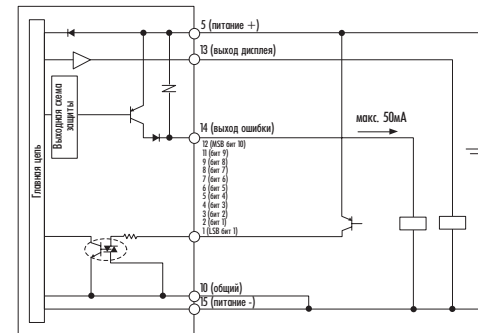 5 (питание +)
13 (выход дисплея)
Главная цепь
Выходная схема
защиты
14 (выход ошибки)
макс. 50мА
12 (MSB бит 10)
11 (бит 9)
9 (бит 8)
8 (бит 7)
7 (бит 6)
6 (бит 5)
5 (бит 4)
4 (бит 3)
3 (бит 2)
2 (бит 1)
1 (LSB бит 1)
10 (общий)
15 (питание -)